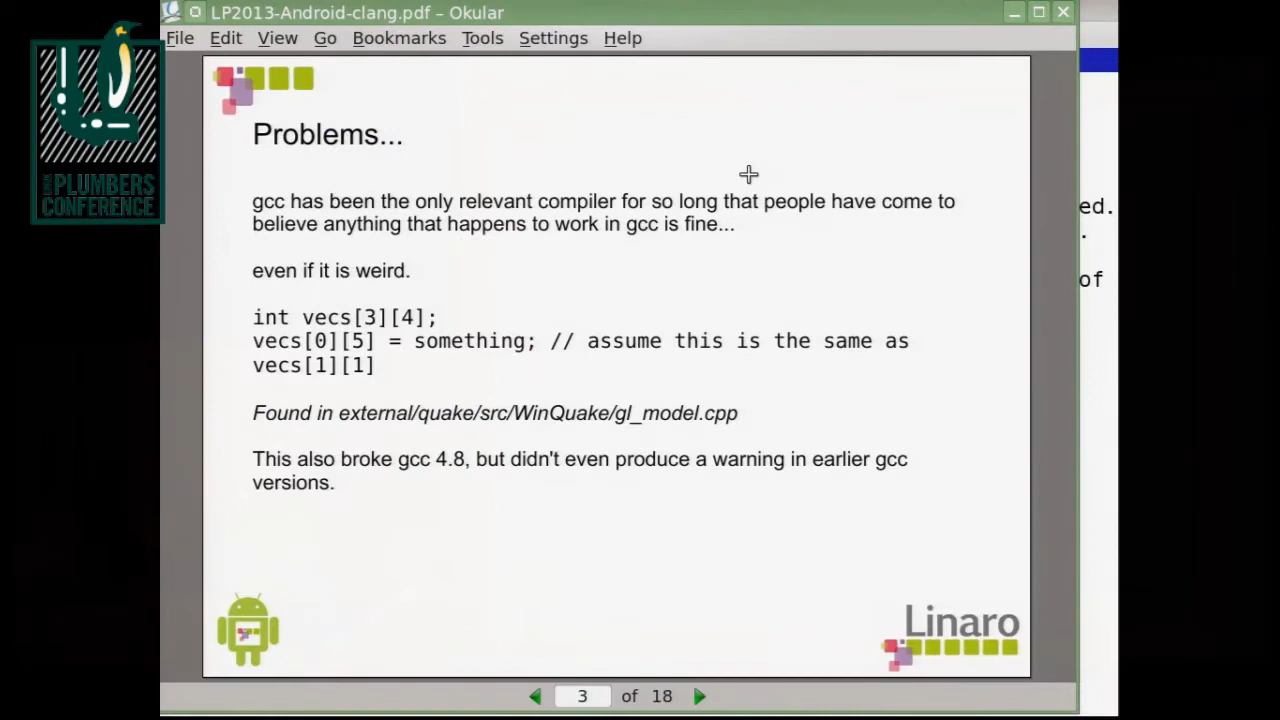 LP2013-Android-clang.pdf – Okular
File Edit View Go Bookmarks Tools Settings Help
PLUMBERS
CONFERENCE
Problems...
gcc has been the only relevant compiler for so long that people have come to
believe anything that happens to work in gcc is fine...
even if it is weird.
int vecs[3][4];
vecs[0][5] = something; // assume this is the same as
vecs[1][1]
Found in external/quake/src/WinQuake/gl_model.cpp
This also broke gcc 4.8, but didn't even produce a warning in earlier gcc
versions.
ed.
.
of
Linaro
3 of 18